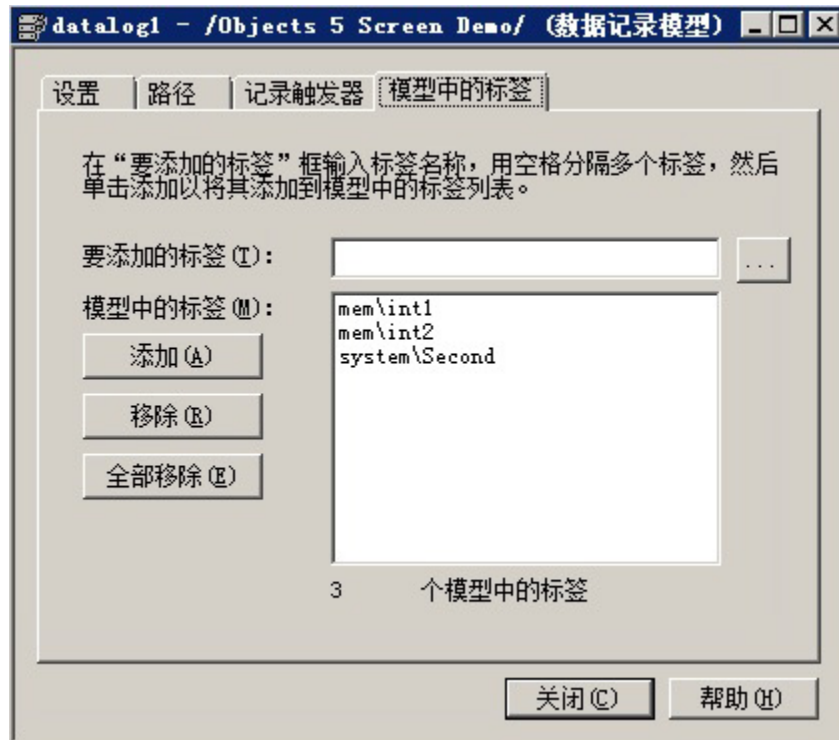 datalog1 - /Objects 5 Screen Demo/ (数据记录模型)
设置 路径 记录触发器 模型中的标签
在“要添加的标签”框输入标签名称，用空格分隔多个标签，然后
单击添加以将其添加到模型中的标签列表。
要添加的标签(T)：
...
模型中的标签(M)：
mem\int1
mem\int2
system\Second
添加(A)
移除(R)
全部移除(E)
3 个模型中的标签
关闭(C) 帮助(H)